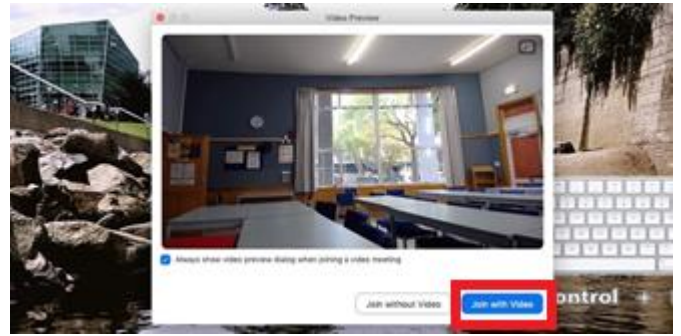 Video Preview
Always show video preview dialog when joining a video meeting
Join without Video
Join with Video
ontrol +